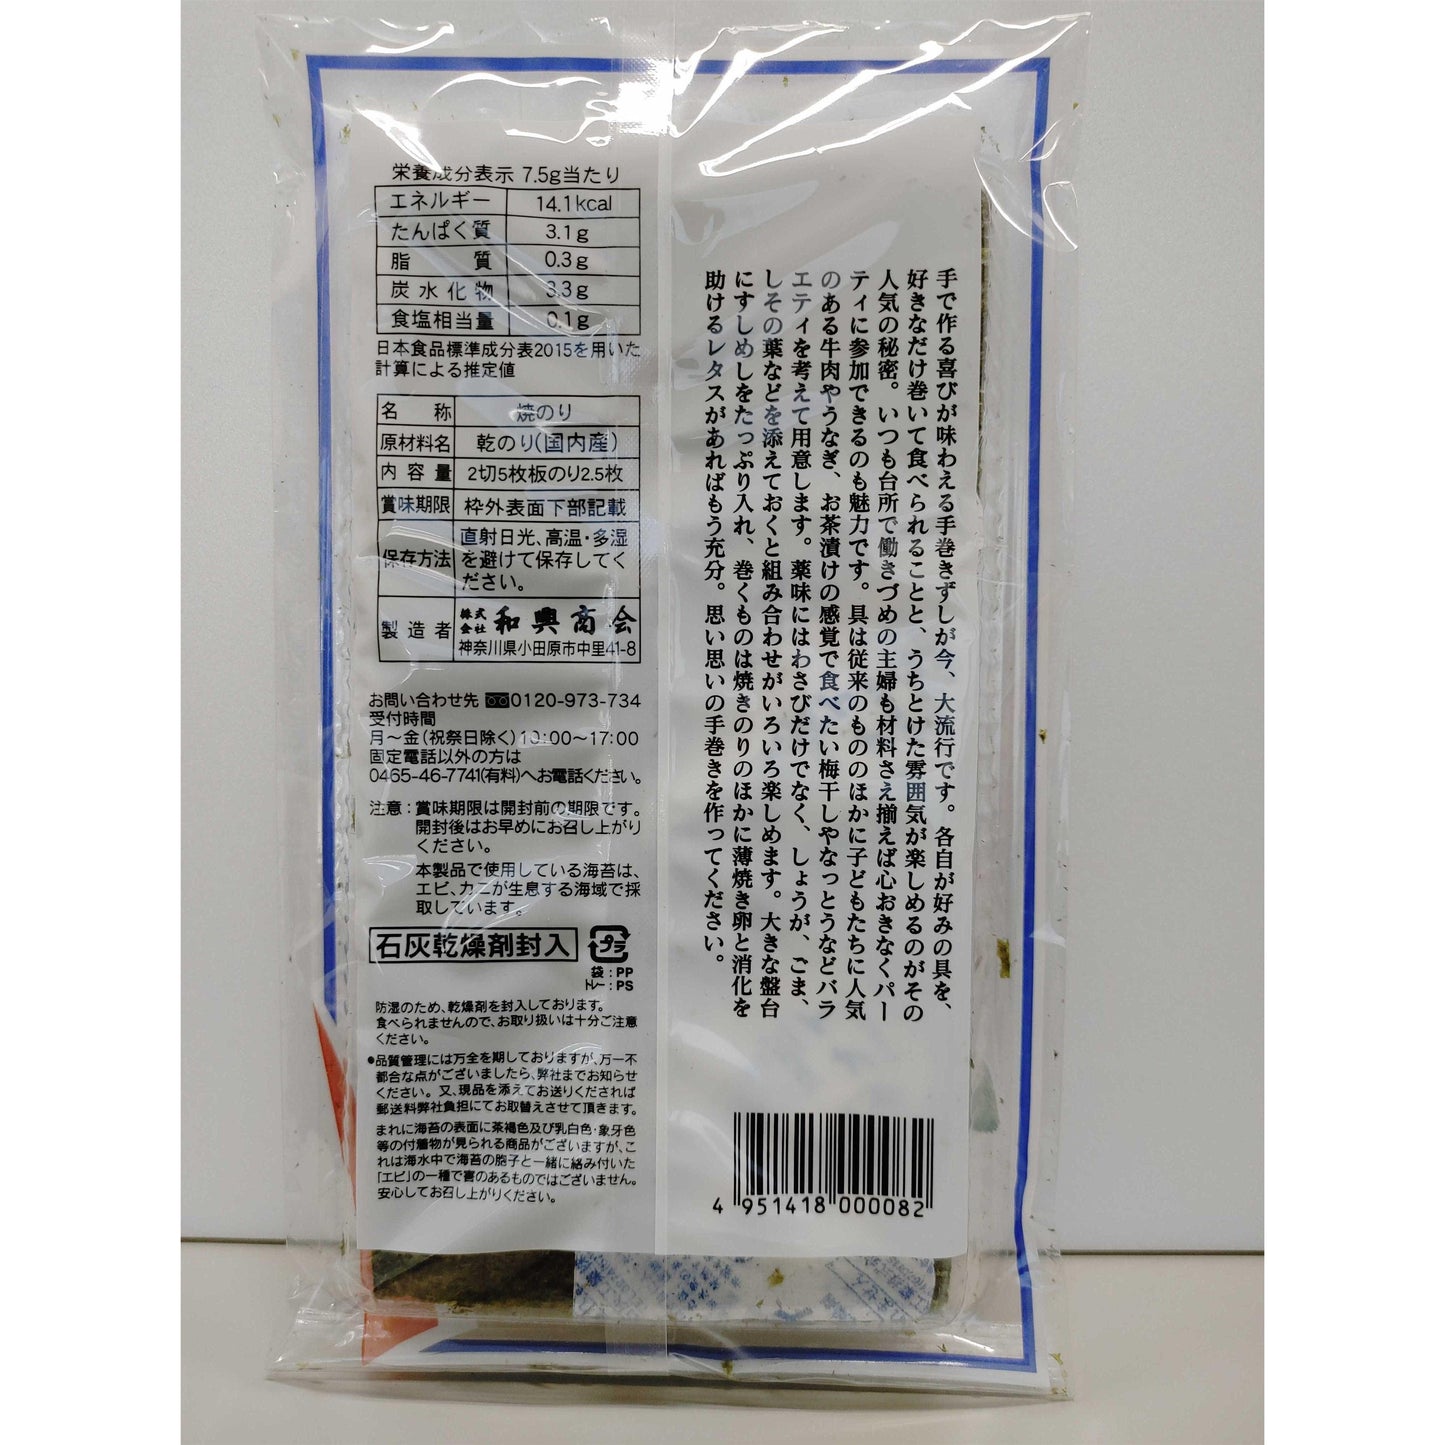 栄養成分表示 7.5g当たり
エネルギー 14.1kcal
たんぱく質 3.1g
脂質 0.3g
炭水化物 3.3g
食塩相当量 0.1g
日本食品標準成分表2015を用いた
計算による推定値
名称 焼のり
原材料名 乾のり(国内産)
内容量 2切5枚板のり2.5枚
賞味期限 枠外表面下部記載
保存方法 直射日光、高温・多湿
を避けて保存してく
ださい。
製造者 株式会社 和興商会
神奈川県小田原市中里41-8
お問い合わせ先 0120-973-734
受付時間
月〜金(祝祭日除く)10:00〜17:00
固定電話以外の方は
0465-46-7741(有料)へお電話ください。
注意:賞味期限は開封前の期限です。
開封後はお早めにお召し上がり
ください。
本製品で使用している海苔は、
エビ、カニが生息する海域で採
取しています。
石灰乾燥剤封入 プラ
袋:PP
トレー:PS
防湿のため、乾燥剤を封入しております。
食べられませんので、お取り扱いは十分ご注意
ください。
●品質管理には万全を期しておりますが、万一不
都合な点がございましたら、弊社までお知らせ
ください。又、現品を添えてお送りくだされば
郵送料弊社負担にてお取替えさせて頂きます。
まれに海苔の表面に茶褐色及び乳白色・象牙色
等の付着物が見られる商品がございますが、こ
れは海水中で海苔の胞子と一緒に絡み付いた
「エビ」の一種で害のあるものではございません。
安心してお召し上がりください。
手で作る喜びが味わえる手巻きずしが今、大流行です。各自が好みの具を、
好きなだけ巻いて食べられることと、うちとけた雰囲気が楽しめるのがその
人気の秘密。いつも台所で働きづめの主婦も材料さえ揃えば心おきなくパー
ティに参加できるのも魅力です。具は従来のもののほかに子どもたちに人気
のある牛肉やうなぎ、お茶漬けの感覚で食べたい梅干しやなっとうなどバラ
エティを考えて用意します。薬味にはわさびだけでなく、しょうが、ごま、
しその葉などを添えておくと組み合わせがいろいろ楽しめます。大きな盤台
にすしめしをたっぷり入れ、巻くものは焼きのりのほかに薄焼き卵と消化を
助けるレタスがあればもう充分。思い思いの手巻きを作ってください。
4 951418 000082